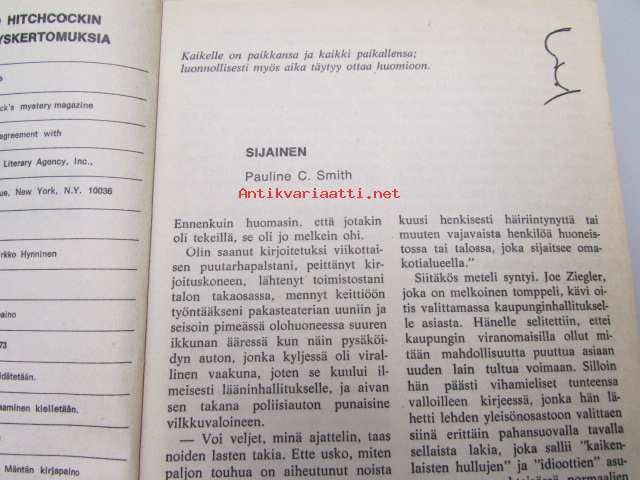 HITCHCOCKIN
YSKERTOMUKSIA
ck's mystery magazine
agreement with
Literary Agency, Inc.,
New York, N.Y. 10036
rkko Hynninen
paino
73
idätetään.
aaminen kielletään.
Mäntän kirjapaino
Kaikelle on paikkansa ja kaikki paikallensa;
luonnollisesti myös aika täytyy ottaa huomioon.
SIJAINEN
Pauline C. Smith
Antikvariaatti.net
Ennenkuin huomasin. että jotakin
oli tekeillä, se oli jo melkein ohi.
Olin saanut kirjoitetuksi viikottai-
sen puutarhapalstani, peittänyt kir-
joituskoneen, lähtenyt toimistostani
talon takaosassa, mennyt keittiöön
työntääkseni pakasteaterian uuniin ja
seisoin pimeässä olohuoneessa suuren
ikkunan ääressä kun näin pysäköi-
dyn auton, jonka kyljessä oli viral-
linen vaakuna, joten se kuului il-
meisesti lääninhallitukselle, ja aivan
sen takana poliisiauton punaisine
vilkkuvaloineen.
— Voi veljet, minä ajattelin, taas
noiden lasten takia. Ette usko, miten
paljon touhua on aiheutunut noista
kuusi henkisesti häiriintynyttä tai
muuten vajavaista henkilöä huoneis-
tossa tai talossa, joka sijaitsee oma-
kotialueella."
Siitäkös meteli syntyi. Joe Ziegler,
joka on melkoinen tomppeli, kävi oi-
tis valittamassa kaupunginhallituksel-
le asiasta. Hänelle selitettiin, ettei
kaupungin viranomaisilla ollut mi-
tään mahdollisuutta puuttua asiaan
uuden lain tultua voimaan. Silloin
hän päästi vihamieliset tunteensa
valloilleen kirjeessä, jonka hän lä-
hetti lehden yleisönosastoon valittaen
siinä erittäin pahansuovalla tavalla
sellaista lakia, joka sallii "kaiken-
laisten hullujen" ja "idioottien" asu-
normaalien